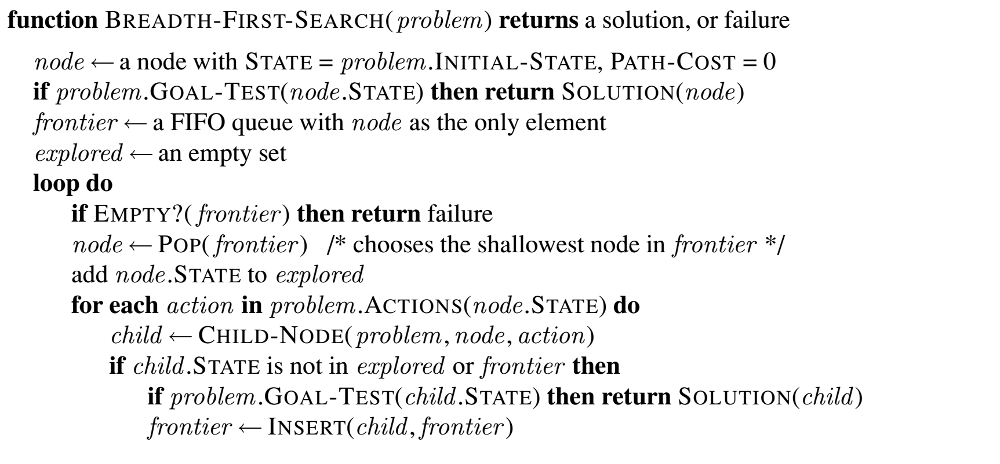 function BREADTH-FIRST-SEARCH(problem) returns a solution, or failure
node ← a node with STATE = problem.INITIAL-STATE, PATH-COST = 0
if problem.GOAL-TEST(node.STATE) then return SOLUTION(node)
frontier ← a FIFO queue with node as the only element
explored ← an empty set
loop do
if EMPTY?(frontier) then return failure
node ← POP(frontier) /* chooses the shallowest node in frontier */
add node.STATE to explored
for each action in problem.ACTIONS(node.STATE) do
child ← CHILD-NODE(problem, node, action)
if child.STATE is not in explored or frontier then
if problem.GOAL-TEST(child.STATE) then return SOLUTION(child)
frontier ← INSERT(child, frontier)